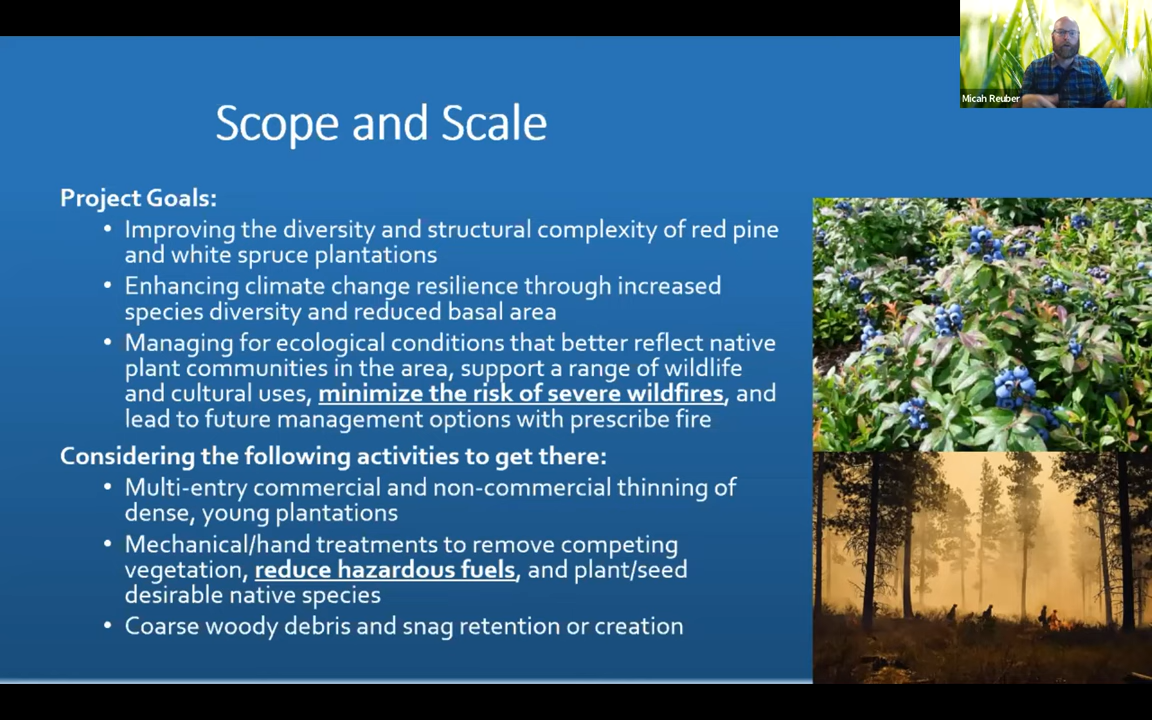 Micah Reuber
Scope and Scale
Project Goals:
• Improving the diversity and structural complexity of red pine
and white spruce plantations
• Enhancing climate change resilience through increased
species diversity and reduced basal area
• Managing for ecological conditions that better reflect native
plant communities in the area, support a range of wildlife
and cultural uses, minimize the risk of severe wildfires, and
lead to future management options with prescribe fire
Considering the following activities to get there:
• Multi-entry commercial and non-commercial thinning of
dense, young plantations
• Mechanical/hand treatments to remove competing
vegetation, reduce hazardous fuels, and plant/seed
desirable native species
• Coarse woody debris and snag retention or creation